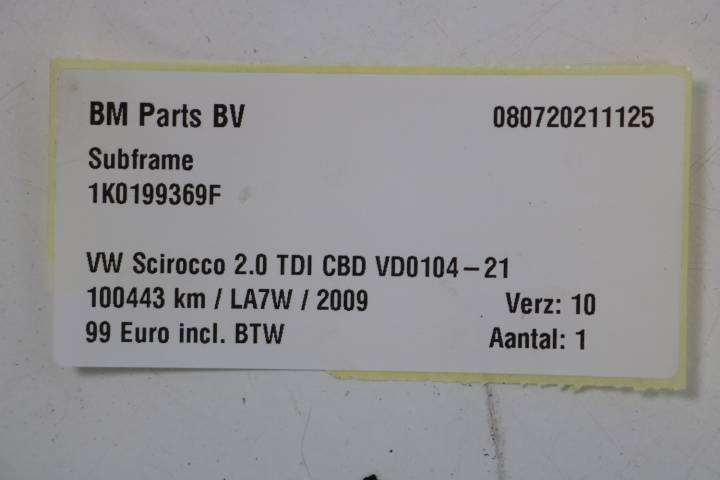 BM Parts BV 080720211125
Subframe
1K0199369F
VW Scirocco 2.0 TDI CBD VD0104-21
100443 km / LA7W / 2009 Verz: 10
99 Euro incl. BTW Aantal: 1